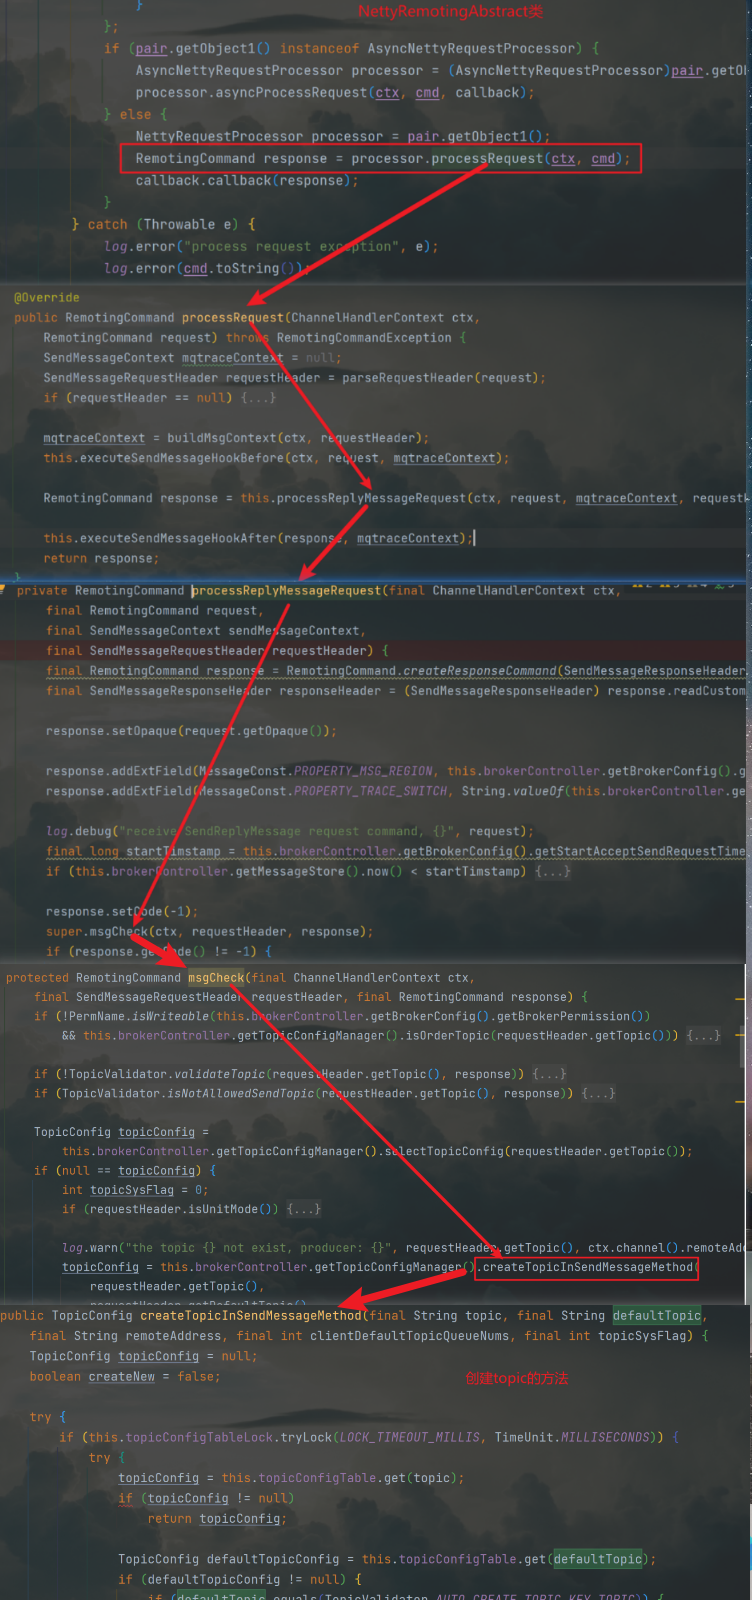 }
NettyRemotingAbstract类
};
if (pair.getObject1() instanceof AsyncNettyRequestProcessor) {
AsyncNettyRequestProcessor processor = (AsyncNettyRequestProcessor)pair.getO
processor.asyncProcessRequest(ctx, cmd, callback);
} else {
NettyRequestProcessor processor = pair.getObject1();
RemotingCommand response = processor.processRequest(ctx, cmd);
callback.callback(response);
}
} catch (Throwable e) {
log.error("process request exception", e);
log.error(cmd.toString());
@Override
public RemotingCommand processRequest(ChannelHandlerContext ctx,
RemotingCommand request) throws RemotingCommandException {
SendMessageContext mqtraceContext = null;
SendMessageRequestHeader requestHeader = parseRequestHeader(request);
if (requestHeader == null) {...}
mqtraceContext = buildMsgContext(ctx, requestHeader);
this.executeSendMessageHookBefore(ctx, request, mqtraceContext);
RemotingCommand response = this.processReplyMessageRequest(ctx, request, mqtraceContext, request
this.executeSendMessageHookAfter(response, mqtraceContext);
return response;
}
private RemotingCommand processReplyMessageRequest(final ChannelHandlerContext ctx,
final RemotingCommand request,
final SendMessageContext sendMessageContext,
final SendMessageRequestHeader requestHeader) {
final RemotingCommand response = RemotingCommand.createResponseCommand(SendMessageResponseHeader
final SendMessageResponseHeader responseHeader = (SendMessageResponseHeader) response.readCustom
response.setOpaque(request.getOpaque());
response.addExtField(MessageConst.PROPERTY_MSG_REGION, this.brokerController.getBrokerConfig().g
response.addExtField(MessageConst.PROPERTY_TRACE_SWITCH, String.valueOf(this.brokerController.ge
log.debug("receive SendReplyMessage request command, {}", request);
final long startTimstamp = this.brokerController.getBrokerConfig().getStartAcceptSendRequestTime
if (this.brokerController.getMessageStore().now() < startTimstamp) {...}
response.setCode(-1);
super.msgCheck(ctx, requestHeader, response);
if (response.getCode() != -1) {
protected RemotingCommand msgCheck(final ChannelHandlerContext ctx,
final SendMessageRequestHeader requestHeader, final RemotingCommand response) {
if (!PermName.isWriteable(this.brokerController.getBrokerConfig().getBrokerPermission())
&& this.brokerController.getTopicConfigManager().isOrderTopic(requestHeader.getTopic())) {...}
if (!TopicValidator.validateTopic(requestHeader.getTopic(), response)) {...}
if (TopicValidator.isNotAllowedSendTopic(requestHeader.getTopic(), response)) {...}
TopicConfig topicConfig =
this.brokerController.getTopicConfigManager().selectTopicConfig(requestHeader.getTopic());
if (null == topicConfig) {
int topicSysFlag = 0;
if (requestHeader.isUnitMode()) {...}
log.warn("the topic {} not exist, producer: {}", requestHeader.getTopic(), ctx.channel().remoteAd
topicConfig = this.brokerController.getTopicConfigManager().createTopicInSendMessageMethod(
requestHeader.getTopic(),
requestHeader.getDefaultTopic()
public TopicConfig createTopicInSendMessageMethod(final String topic, final String defaultTopic,
final String remoteAddress, final int clientDefaultTopicQueueNums, final int topicSysFlag) {
TopicConfig topicConfig = null;
boolean createNew = false;
创建topic的方法
try {
if (this.topicConfigTableLock.tryLock(LOCK_TIMEOUT_MILLIS, TimeUnit.MILLISECONDS)) {
try {
topicConfig = this.topicConfigTable.get(topic);
if (topicConfig != null)
return topicConfig;
TopicConfig defaultTopicConfig = this.topicConfigTable.get(defaultTopic);
if (defaultTopicConfig != null) {
if (defaultTopic.equals(TopicValidator.AUTO_CREATE_TOPIC_KEY_TOPIC)) {